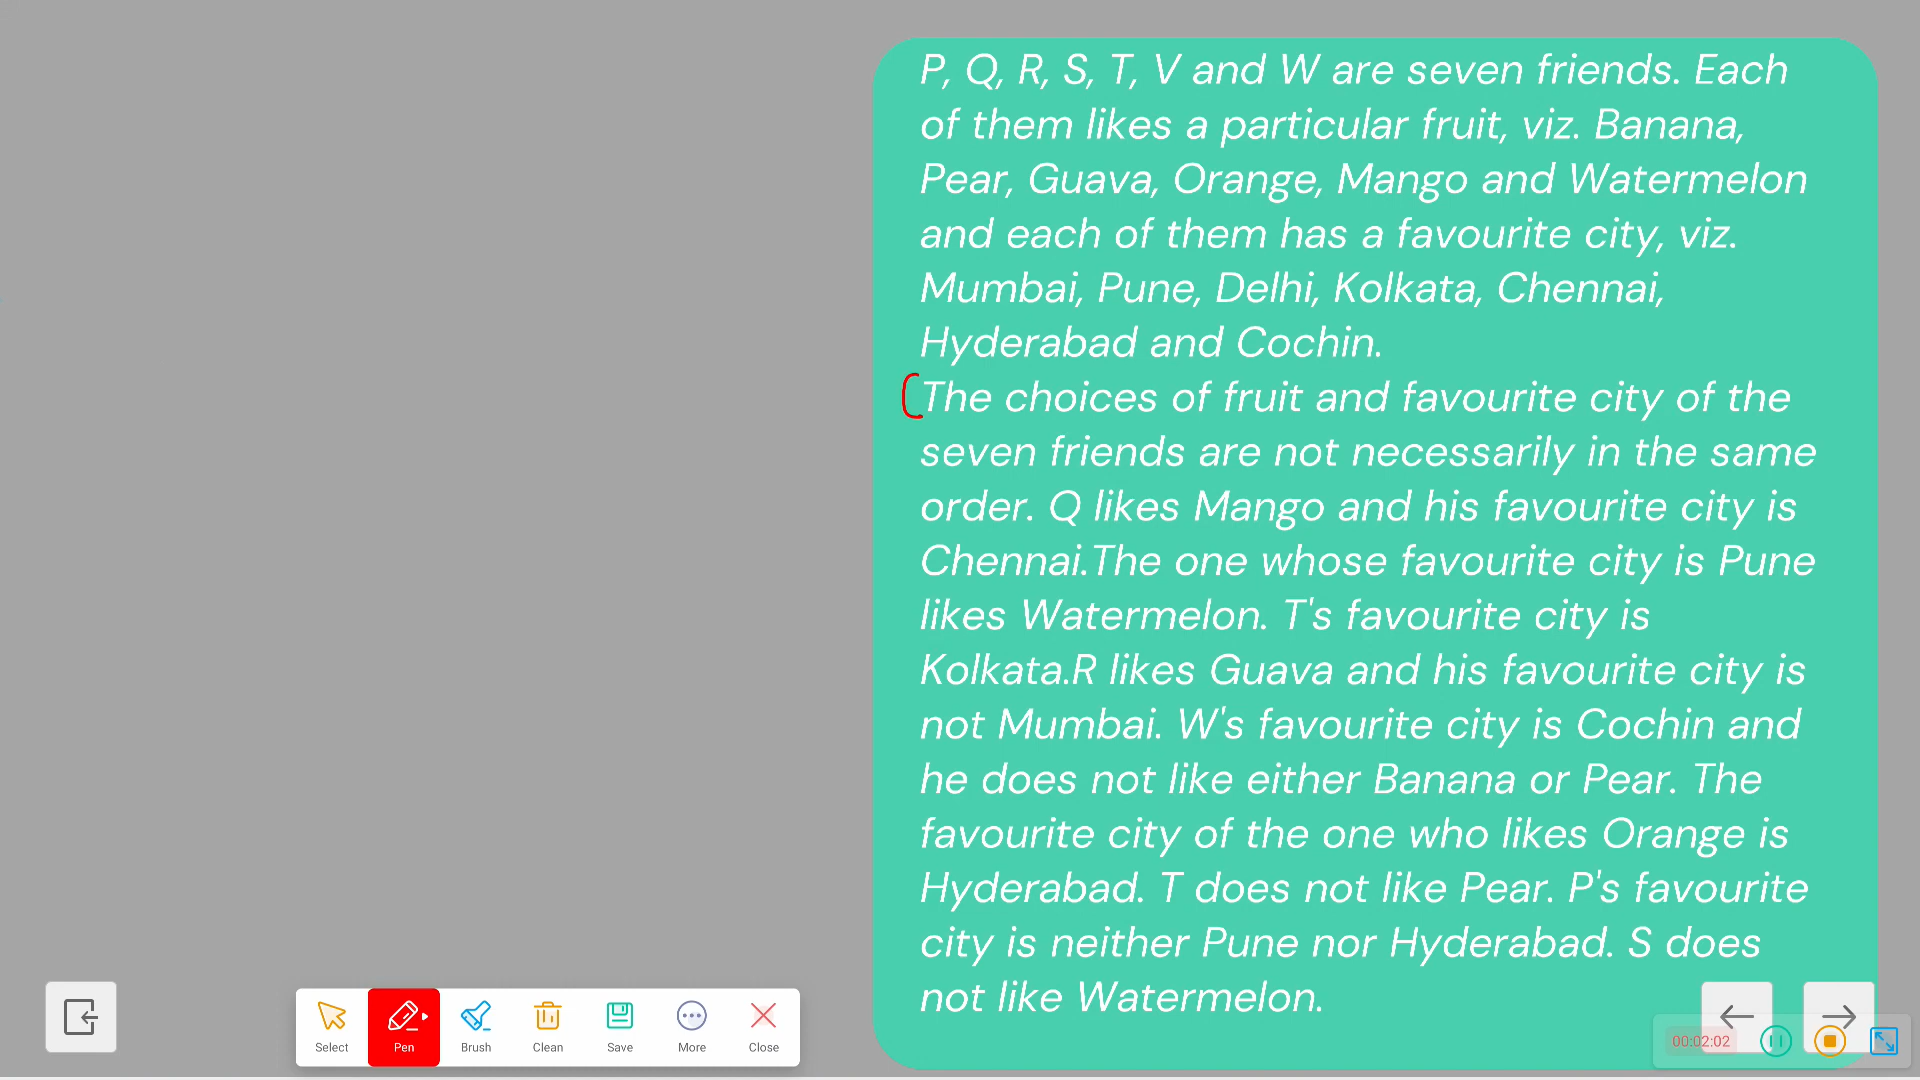 P, Q, R, S, T, V and W are seven friends. Each
of them likes a particular fruit, viz. Banana,
Pear, Guava, Orange, Mango and Watermelon
and each of them has a favourite city, viz.
Mumbai, Pune, Delhi, Kolkata, Chennai,
Hyderabad and Cochin.
The choices of fruit and favourite city of the
seven friends are not necessarily in the same
order. Q likes Mango and his favourite city is
Chennai.The one whose favourite city is Pune
likes Watermelon. T's favourite city is
Kolkata.R likes Guava and his favourite city is
not Mumbai. W's favourite city is Cochin and
he does not like either Banana or Pear. The
favourite city of the one who likes Orange is
Hyderabad. T does not like Pear. P's favourite
city is neither Pune nor Hyderabad. S does
not like Watermelon.
Select Pen Brush Clean Save More Close
00:02:02